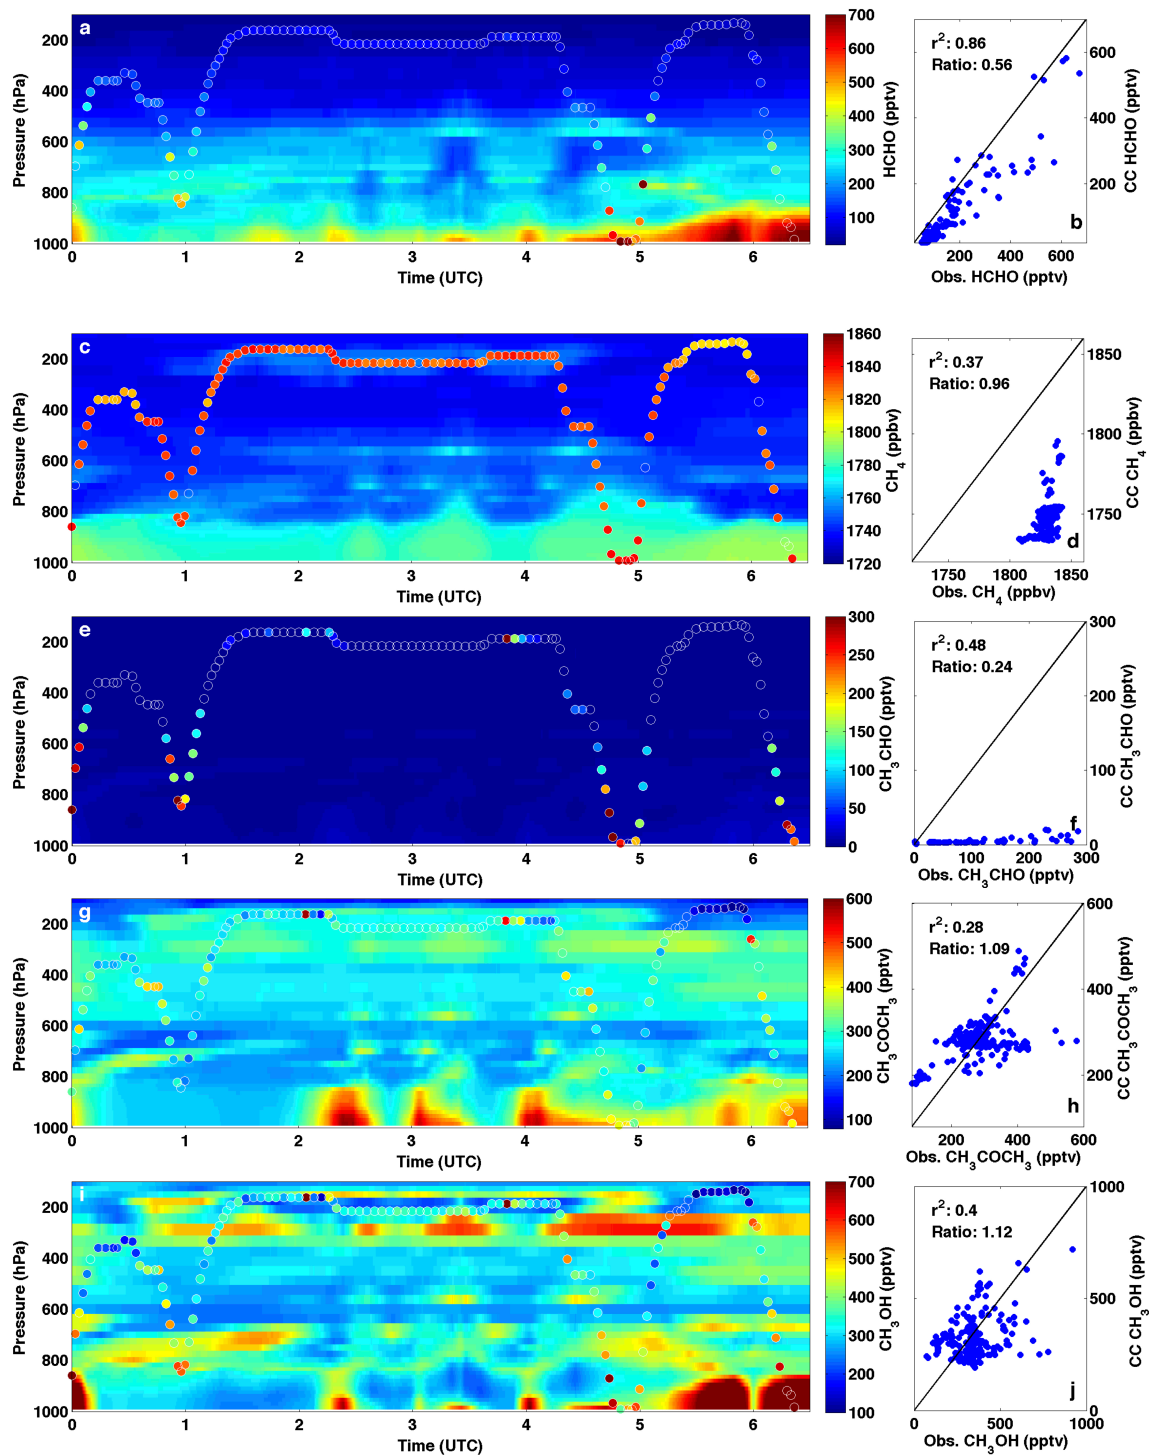 a
200
400
600
800
1000
Pressure (hPa)
0 1 2 3 4 5 6
Time (UTC)
700
600
500
400
300
200
100
HCHO (pptv)
r²: 0.86
Ratio: 0.56
b
600
400
200
CC HCHO (pptv)
200 400 600
Obs. HCHO (pptv)
c
200
400
600
800
1000
Pressure (hPa)
0 1 2 3 4 5 6
Time (UTC)
1860
1840
1820
1800
1780
1760
1740
1720
CH₄ (ppbv)
r²: 0.37
Ratio: 0.96
d
1850
1800
1750
CC CH₄ (ppbv)
1750 1800 1850
Obs. CH₄ (ppbv)
e
200
400
600
800
1000
Pressure (hPa)
0 1 2 3 4 5 6
Time (UTC)
300
250
200
150
100
50
0
CH₃CHO (pptv)
r²: 0.48
Ratio: 0.24
f
300
200
100
0
CC CH₃CHO (pptv)
0 100 200 300
Obs. CH₃CHO (pptv)
g
200
400
600
800
1000
Pressure (hPa)
0 1 2 3 4 5 6
Time (UTC)
600
500
400
300
200
100
CH₃COCH₃ (pptv)
r²: 0.28
Ratio: 1.09
h
600
400
200
CC CH₃COCH₃ (pptv)
200 400 600
Obs. CH₃COCH₃ (pptv)
i
200
400
600
800
1000
Pressure (hPa)
0 1 2 3 4 5 6
Time (UTC)
700
600
500
400
300
200
100
CH₃OH (pptv)
r²: 0.4
Ratio: 1.12
j
1000
500
0
CC CH₃OH (pptv)
0 500 1000
Obs. CH₃OH (pptv)